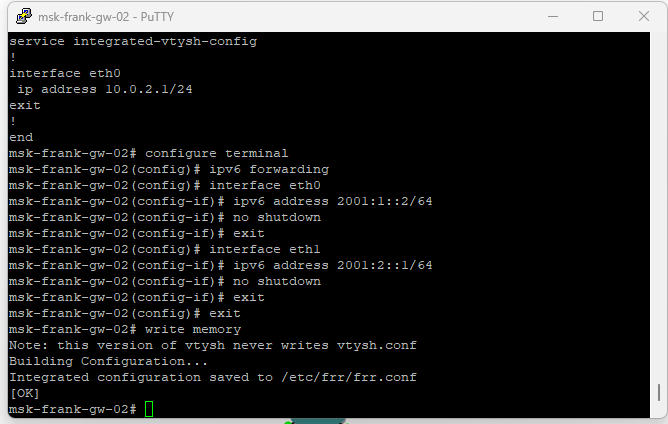 msk-frank-gw-02 - PuTTY
service integrated-vtysh-config
!
interface eth0
 ip address 10.0.2.1/24
exit
!
end
msk-frank-gw-02# configure terminal
msk-frank-gw-02(config)# ipv6 forwarding
msk-frank-gw-02(config)# interface eth0
msk-frank-gw-02(config-if)# ipv6 address 2001:1::2/64
msk-frank-gw-02(config-if)# no shutdown
msk-frank-gw-02(config-if)# exit
msk-frank-gw-02(config)# interface eth1
msk-frank-gw-02(config-if)# ipv6 address 2001:2::1/64
msk-frank-gw-02(config-if)# no shutdown
msk-frank-gw-02(config-if)# exit
msk-frank-gw-02(config)# exit
msk-frank-gw-02# write memory
Note: this version of vtysh never writes vtysh.conf
Building Configuration...
Integrated configuration saved to /etc/frr/frr.conf
[OK]
msk-frank-gw-02#